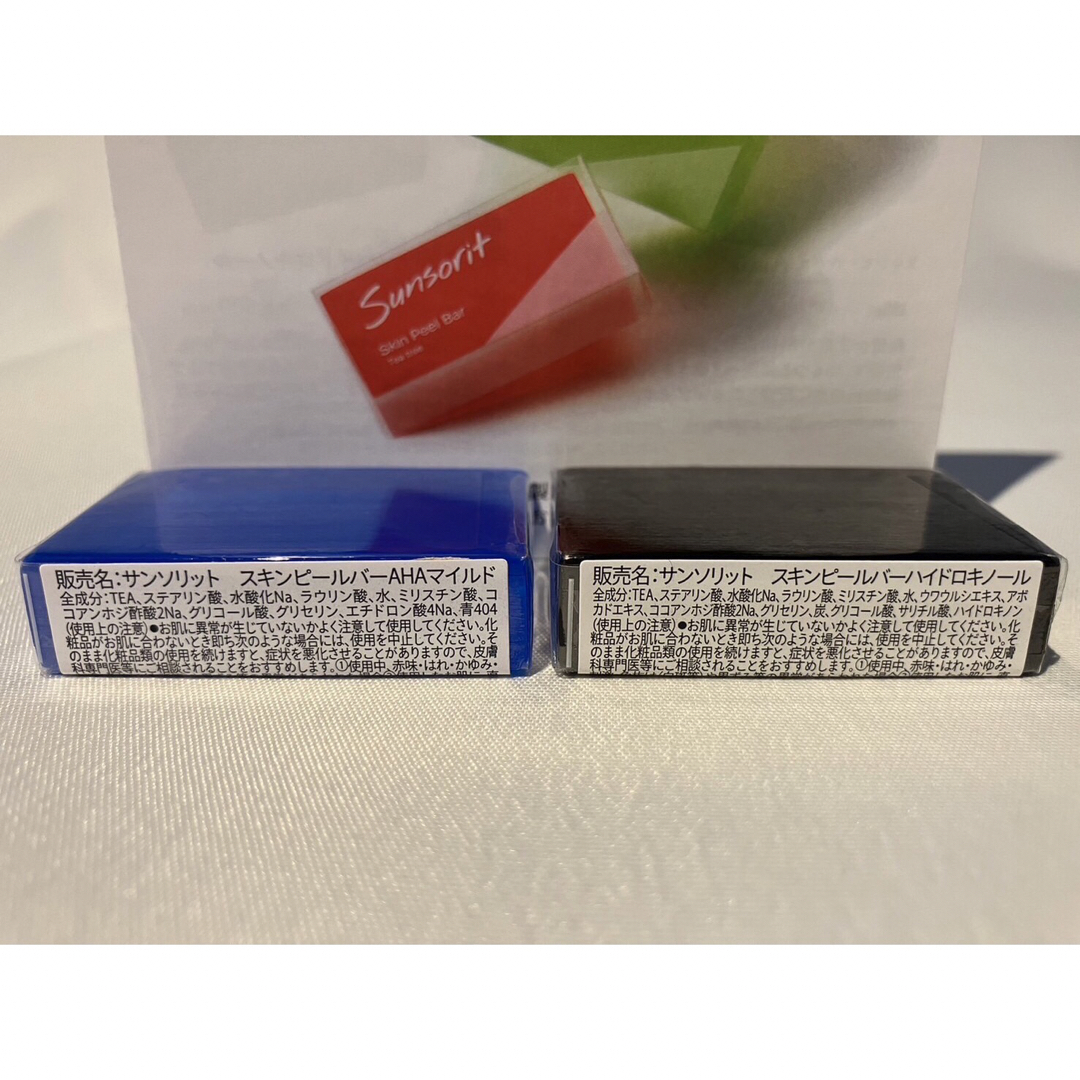 Sunsorit
Skin Peel Bar
Tea tree
販売名:サンソリット スキンピールバーAHAマイルド
全成分:TEA、ステアリン酸、水酸化Na、ラウリン酸、水、ミリスチン酸、コ
コアンホジ酢酸2Na、グリコール酸、グリセリン、エチドロン酸4Na、青404
(使用上の注意)●お肌に異常が生じていないかよく注意して使用してください。化
粧品がお肌に合わないとき即ち次のような場合には、使用を中止してください。そ
のまま化粧品類の使用を続けますと、症状を悪化させることがありますので、皮膚
科専門医等にご相談されることをおすすめします。①使用中、赤味・はれ・かゆみ・
販売名:サンソリット スキンピールバーハイドロキノール
全成分:TEA、ステアリン酸、水酸化Na、ラウリン酸、ミリスチン酸、水、ウワウルシエキス、アボ
カドエキス、ココアンホジ酢酸2Na、グリセリン、炭、グリコール酸、サリチル酸、ハイドロキノン
(使用上の注意)●お肌に異常が生じていないかよく注意して使用してください。化
粧品がお肌に合わないとき即ち次のような場合には、使用を中止してください。そ
のまま化粧品類の使用を続けますと、症状を悪化させることがありますので、皮膚
科専門医等にご相談されることをおすすめします。①使用中、赤味・はれ・かゆみ・